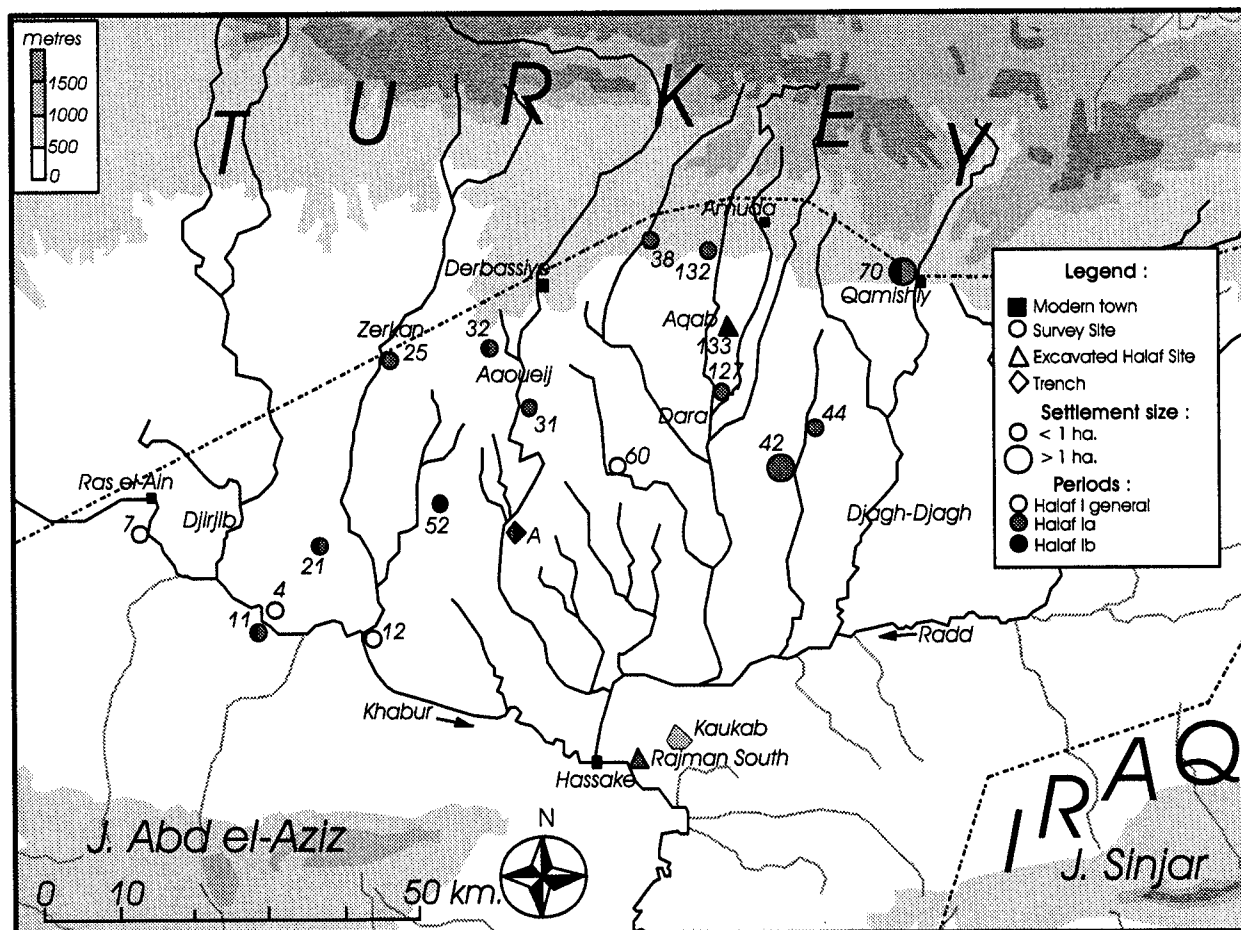 metres
1500
1000
500
0
TURKEY
Amuda
38
132
70
Qamishly
Derbassiye
Zerkan
25
32
Aaoueij
31
Aqab
133
127
Dara
44
42
60
Ras el-Ain
7
Djirjib
52
A
Djagh-Djagh
21
4
11
12
Radd
Khabur
Kaukab
Rajman South
Hassake
IRAQ
J. Abd el-Aziz
J. Sinjar
N
0 10 50 km.
Legend :
Modern town
Survey Site
Excavated Halaf Site
Trench
Settlement size :
< 1 ha.
> 1 ha.
Periods :
Halaf I general
Halaf Ia
Halaf Ib